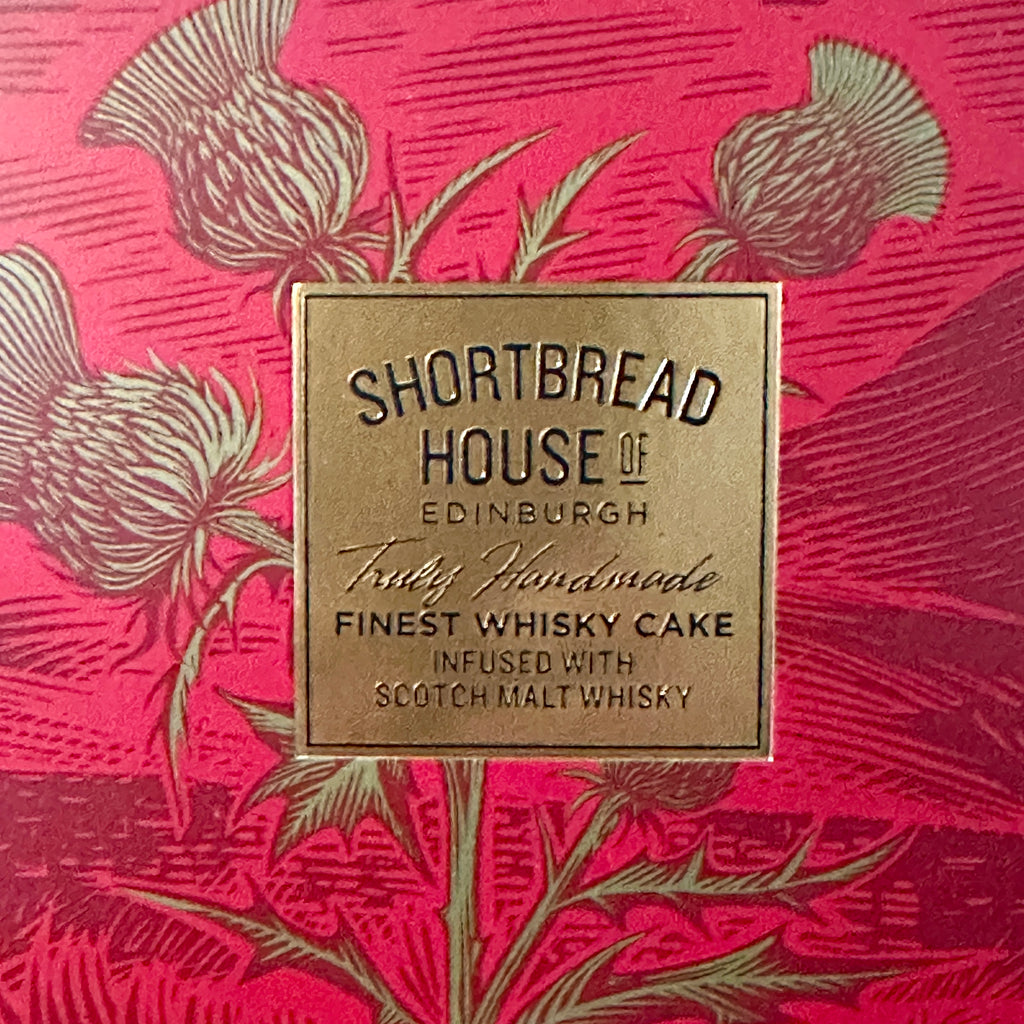 SHORTBREAD
HOUSE OF
EDINBURGH
Truly Handmade
FINEST WHISKY CAKE
INFUSED WITH
SCOTCH MALT WHISKY